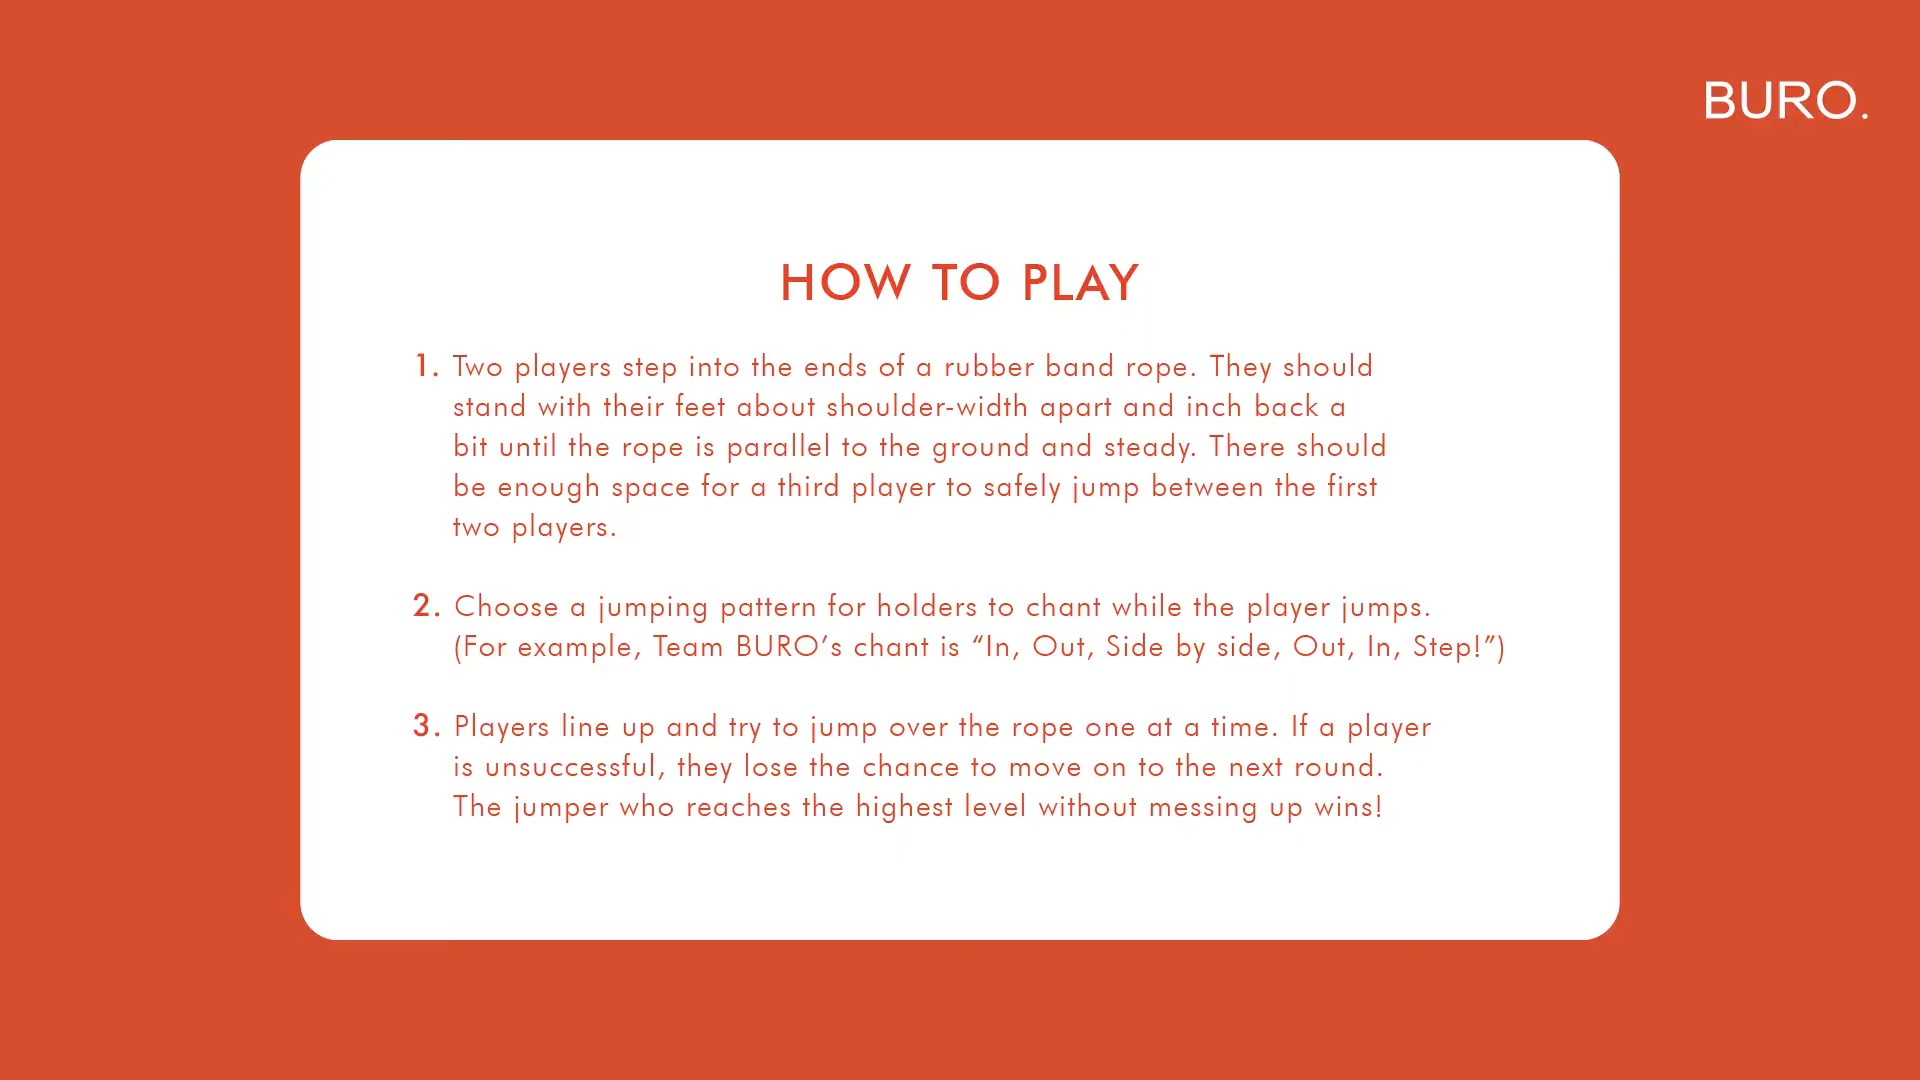 BURO.
HOW TO PLAY
1. Two players step into the ends of a rubber band rope. They should
stand with their feet about shoulder-width apart and inch back a
bit until the rope is parallel to the ground and steady. There should
be enough space for a third player to safely jump between the first
two players.
2. Choose a jumping pattern for holders to chant while the player jumps.
(For example, Team BURO’s chant is “In, Out, Side by side, Out, In, Step!”)
3. Players line up and try to jump over the rope one at a time. If a player
is unsuccessful, they lose the chance to move on to the next round.
The jumper who reaches the highest level without messing up wins!